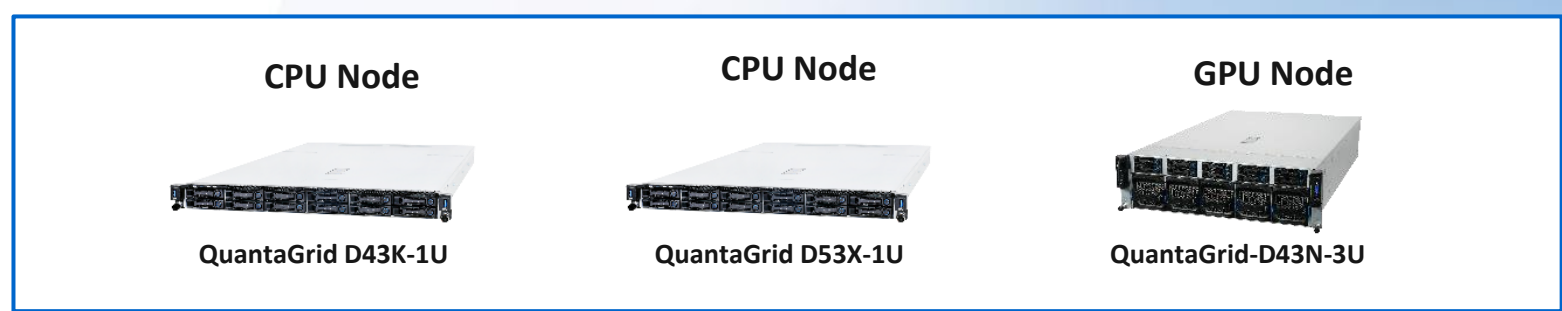 CPU Node
CPU Node
GPU Node
QuantaGrid D43K-1U
QuantaGrid D53X-1U
QuantaGrid-D43N-3U